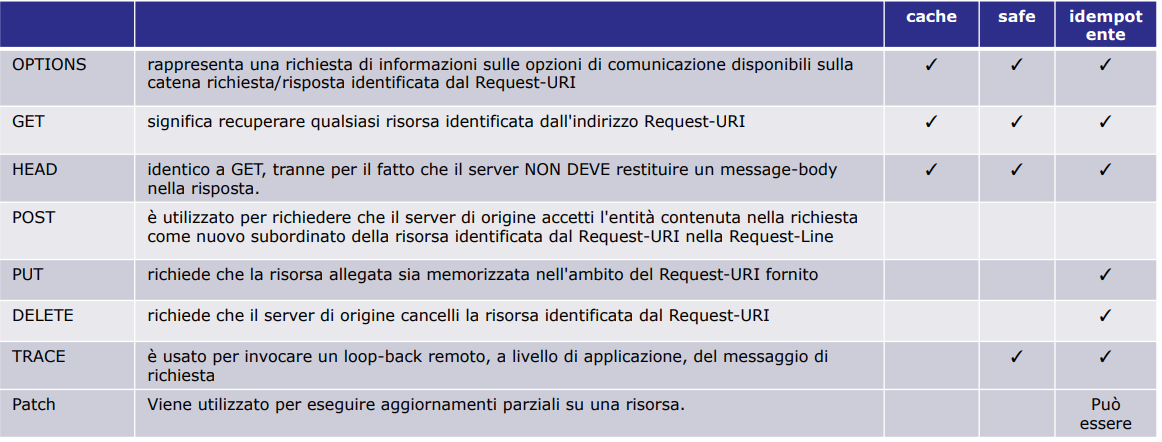 cache safe idempot
ente
OPTIONS rappresenta una richiesta di informazioni sulle opzioni di comunicazione disponibili sulla ✓ ✓ ✓
catena richiesta/risposta identificata dal Request-URI
GET significa recuperare qualsiasi risorsa identificata dall'indirizzo Request-URI ✓ ✓ ✓
HEAD identico a GET, tranne per il fatto che il server NON DEVE restituire un message-body ✓ ✓ ✓
nella risposta.
POST è utilizzato per richiedere che il server di origine accetti l'entità contenuta nella richiesta
come nuovo subordinato della risorsa identificata dal Request-URI nella Request-Line
PUT richiede che la risorsa allegata sia memorizzata nell'ambito del Request-URI fornito ✓
DELETE richiede che il server di origine cancelli la risorsa identificata dal Request-URI ✓
TRACE è usato per invocare un loop-back remoto, a livello di applicazione, del messaggio di ✓ ✓
richiesta
Patch Viene utilizzato per eseguire aggiornamenti parziali su una risorsa. Può
essere